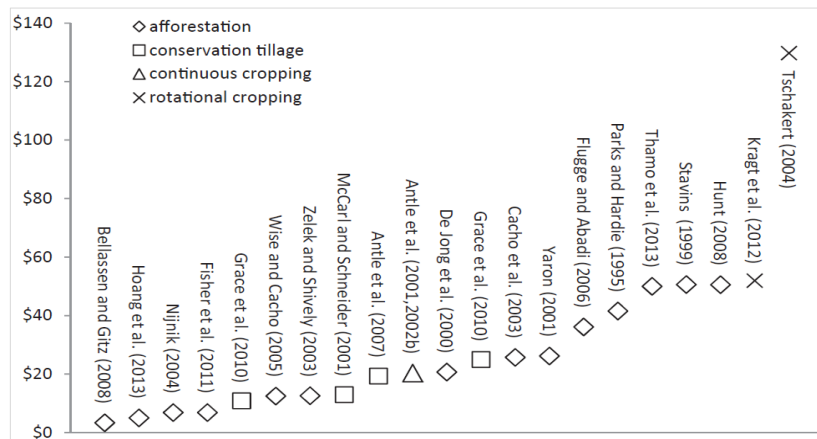 $140
$120
$100
$80
$60
$40
$20
$0
afforestation
conservation tillage
continuous cropping
rotational cropping
Bellassen and Gitz (2008)
Hoang et al. (2013)
Nijnik (2004)
Fisher et al. (2011)
Grace et al. (2010)
Wise and Cacho (2005)
Zelek and Shively (2003)
McCarl and Schneider (2001)
Antle et al. (2007)
Antle et al. (2001,2002b)
De Jong et al. (2000)
Grace et al. (2010)
Cacho et al. (2003)
Yaron (2001)
Flugge and Abadi (2006)
Parks and Hardie (1995)
Thamo et al. (2013)
Stavins (1999)
Hunt (2008)
Kragt et al. (2012)
Tschakert (2004)